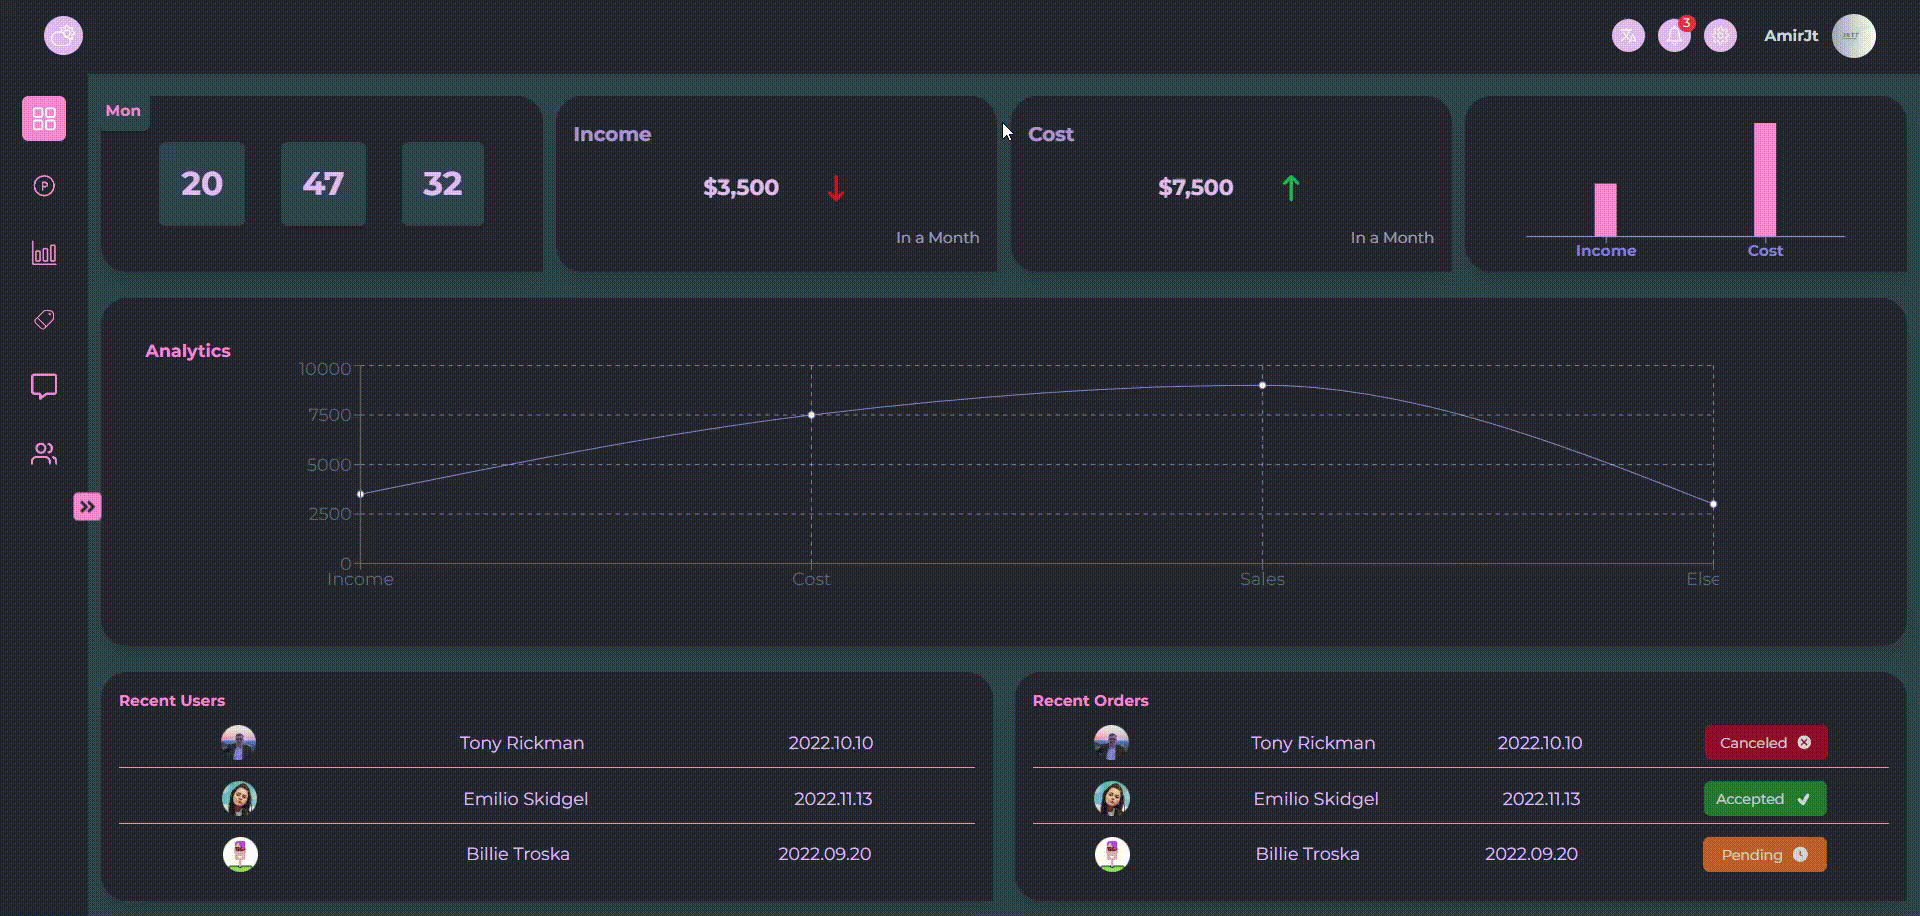 3
AmirJt
Mon
20 47 32
Income
$3,500
In a Month
Cost
$7,500
In a Month
Income Cost
Analytics
10000
7500
5000
2500
0
Income Cost Sales Else
Recent Users
Tony Rickman 2022.10.10
Emilio Skidgel 2022.11.13
Billie Troska 2022.09.20
Recent Orders
Tony Rickman 2022.10.10 Canceled
Emilio Skidgel 2022.11.13 Accepted
Billie Troska 2022.09.20 Pending